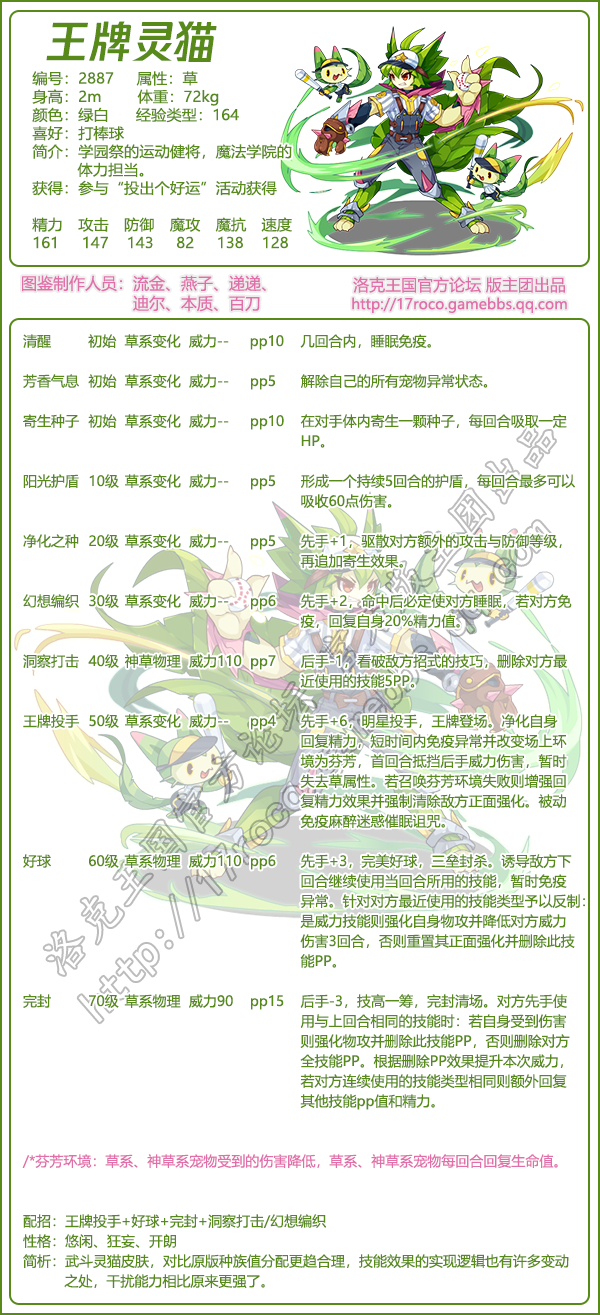 王牌灵猫
编号：2887 属性：草
身高：2m 体重：72kg
颜色：绿白 经验类型：164
喜好：打棒球
简介：学园祭的运动健将，魔法学院的
体力担当。
获得：参与“投出个好运”活动获得
精力 攻击 防御 魔攻 魔抗 速度
161 147 143 82 138 128
图鉴制作人员：流金、燕子、递递、
迪尔、本质、百刀
洛克王国官方论坛 版主团出品
http://17roco.gamebbs.qq.com
清醒 初始 草系变化 威力-- pp10 几回合内，睡眠免疫。
芳香气息 初始 草系变化 威力-- pp5 解除自己的所有宠物异常状态。
寄生种子 初始 草系变化 威力-- pp10 在对手体内寄生一颗种子，每回合吸取一定
HP。
阳光护盾 10级 草系变化 威力-- pp5 形成一个持续5回合的护盾，每回合最多可以
吸收60点伤害。
净化之种 20级 草系变化 威力-- pp5 先手+1，驱散对方额外的攻击与防御等级，
再追加寄生效果。
幻想编织 30级 草系变化 威力-- pp6 先手+2，命中后必定使对方睡眠，若对方免
疫，回复自身20%精力值。
洞察打击 40级 神草物理 威力110 pp7 后手-1，看破敌方招式的技巧，删除对方最
近使用的技能5PP。
王牌投手 50级 草系变化 威力-- pp4 先手+6，明星投手，王牌登场。净化自身
回复精力，短时间内免疫异常并改变场上环
境为芬芳，首回合抵挡后手威力伤害，暂时
失去草属性。若召唤芬芳环境失败则增强回
复精力效果并强制清除敌方正面强化。被动
免疫麻醉迷惑催眠诅咒。
好球 60级 草系物理 威力110 pp6 先手+3，完美好球，三垒封杀。诱导敌方下
回合继续使用当回合所用的技能，暂时免疫
异常。针对对方最近使用的技能类型予以反制：
是威力技能则强化自身物攻并降低对方威力
伤害3回合，否则重置其正面强化并删除此技
能PP。
完封 70级 草系物理 威力90 pp15 后手-3，技高一筹，完封清场。对方先手使
用与上回合相同的技能时：若自身受到伤害
则强化物攻并删除此技能PP，否则删除对方
全技能PP。根据删除PP效果提升本次威力，
若对方连续使用的技能类型相同则额外回复
其他技能pp值和精力。
/*芬芳环境：草系、神草系宠物受到的伤害降低，草系、神草系宠物每回合回复生命值。
配招：王牌投手+好球+完封+洞察打击/幻想编织
性格：悠闲、狂妄、开朗
简析：武斗灵猫皮肤，对比原版种族值分配更趋合理，技能效果的实现逻辑也有许多变动
之处，干扰能力相比原来更强了。
洛克王国官方论坛 版主团出品
http://17roco.gamebbs.qq.com